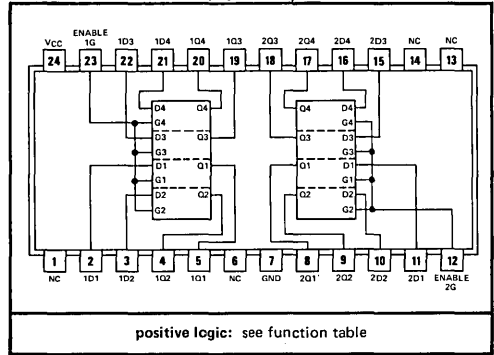 ENABLE
VCC 1G 1D3 1D4 1Q4 1Q3 2Q3 2Q4 2D4 2D3 NC NC
24 23 22 21 20 19 18 17 16 15 14 13
D4 Q4 Q4 D4
G4 G4
D3 Q3 Q3 D3
G3 G3
D1 Q1 Q1 D1
G1 G1
D2 Q2 Q2 D2
G2 G2
1 2 3 4 5 6 7 8 9 10 11 12
NC 1D1 1D2 1Q2 1Q1 NC GND 2Q1 2Q2 2D2 2D1 ENABLE
2G
positive logic: see function table